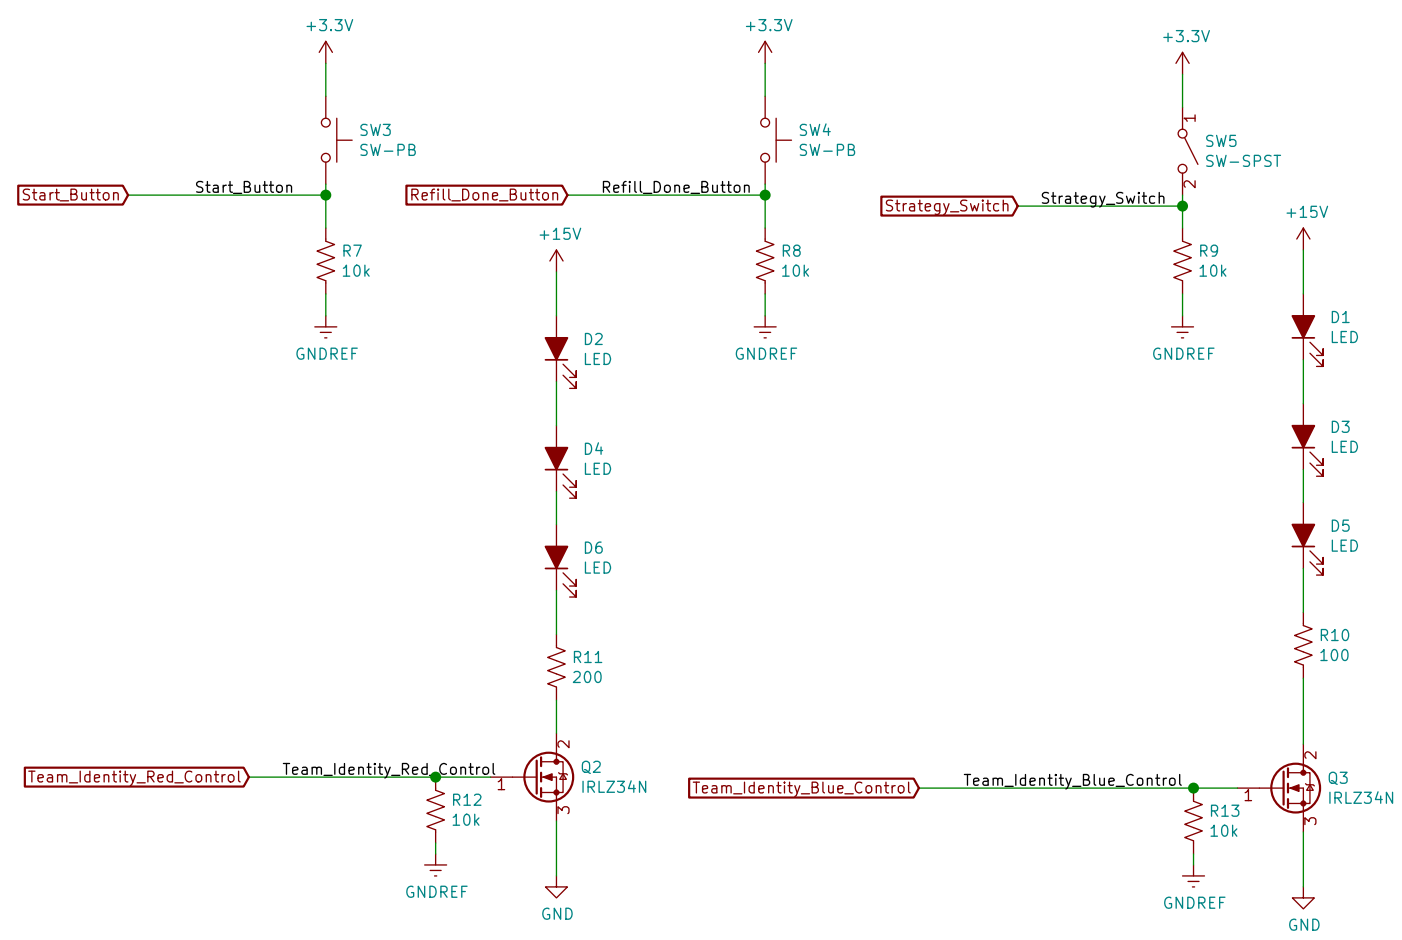 +3.3V
+3.3V
+3.3V
SW3
SW-PB
SW4
SW-PB
1
SW5
SW-SPST
2
Start_Button
Start_Button
Refill_Done_Button
Refill_Done_Button
Strategy_Switch
Strategy_Switch
R7
10k
R8
10k
R9
10k
GNDREF
GNDREF
GNDREF
+15V
D2
LED
D4
LED
D6
LED
R11
200
+15V
D1
LED
D3
LED
D5
LED
R10
100
Team_Identity_Red_Control
Team_Identity_Red_Control
1
2
3
Q2
IRLZ34N
R12
10k
GNDREF
GND
Team_Identity_Blue_Control
Team_Identity_Blue_Control
1
2
3
Q3
IRLZ34N
R13
10k
GNDREF
GND